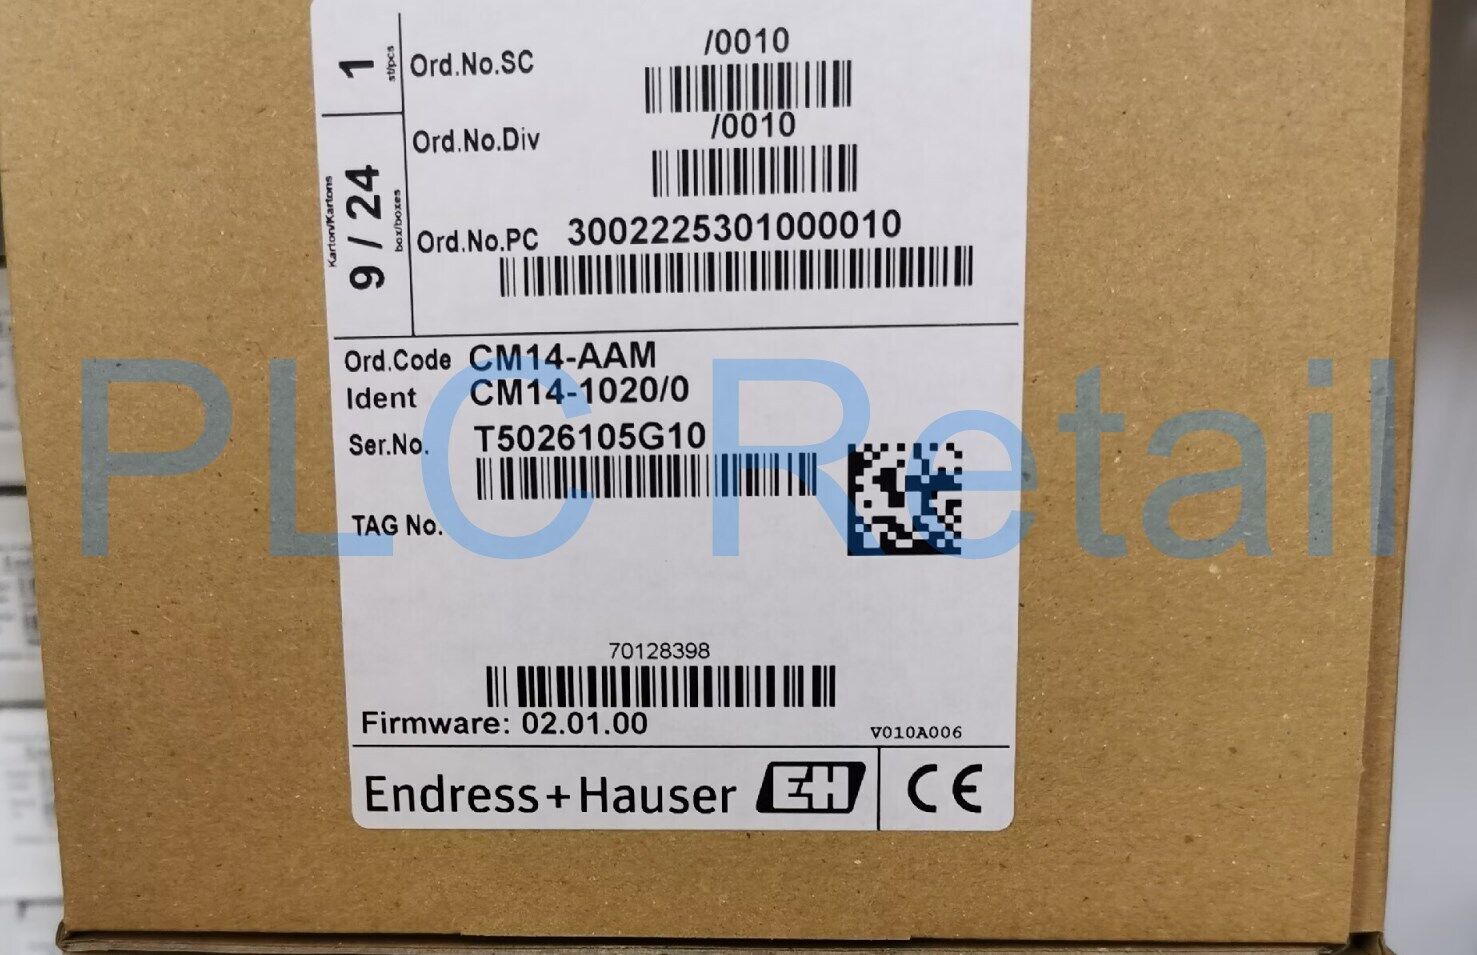 1
st/pcs
Karton/Kartons
9 / 24
box/boxes
Ord.No.SC /0010
Ord.No.Div /0010
Ord.No.PC 3002225301000010
Ord.Code CM14-AAM
Ident CM14-1020/0
Ser.No. T5026105G10
TAG No.
70128398
Firmware: 02.01.00
V010A006
Endress+Hauser EH CE
PLC Retail